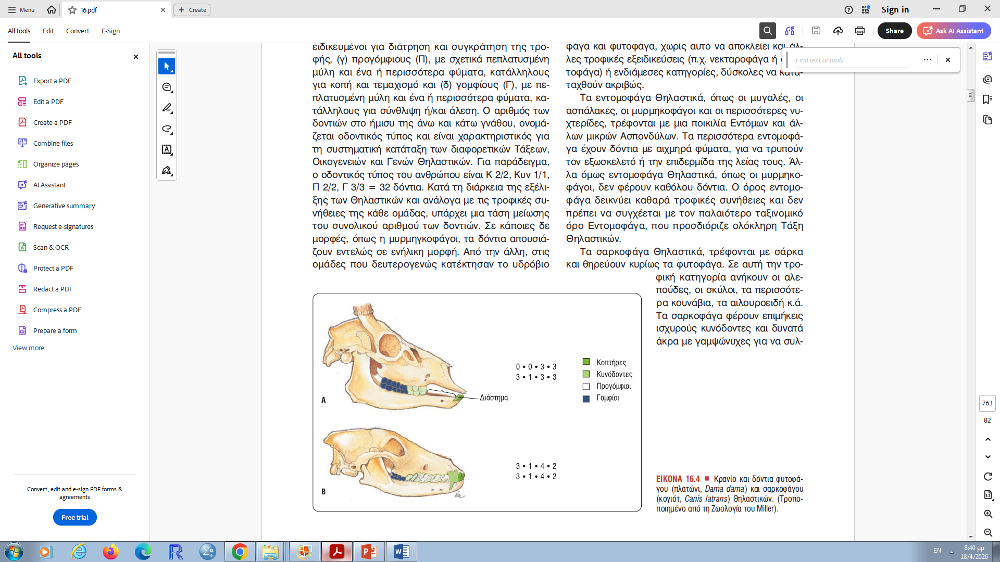 Menu
16.pdf
Create
Sign in
All tools
Edit
Convert
E-Sign
Share
Ask AI Assistant
All tools
Export a PDF
Edit a PDF
Create a PDF
Combine files
Organize pages
AI Assistant
Generative summary
Request e-signatures
Scan & OCR
Protect a PDF
Redact a PDF
Compress a PDF
Prepare a form
View more
Convert, edit and e-sign PDF forms &
agreements
Free trial
Find text or tools
ειδικευμένοι για διάτρηση και συγκράτηση της τρο-
φής, (γ) προγόμφιους (Π), με σχετικά πεπλατυσμένη
μύλη και ένα ή περισσότερα φύματα, κατάλληλους
για κοπή και τεμαχισμό και (δ) γομφίους (Γ), με πε-
πλατυσμένη μύλη και ένα ή περισσότερα φύματα, κα-
τάλληλους για σύνθλιψη ή/και άλεση. Ο αριθμός των
δοντιών στο ήμισυ της άνω και κάτω γνάθου, ονομά-
ζεται οδοντικός τύπος και είναι χαρακτηριστικός για
τη συστηματική κατάταξη των διαφορετικών Τάξεων,
Οικογενειών και Γενών Θηλαστικών. Για παράδειγμα,
ο οδοντικός τύπος του ανθρώπου είναι Κ 2/2, Κυν 1/1,
Π 2/2, Γ 3/3 = 32 δόντια. Κατά τη διάρκεια της εξέλι-
ξης των Θηλαστικών και ανάλογα με τις τροφικές συ-
νήθειες της κάθε ομάδας, υπάρχει μια τάση μείωσης
του συνολικού αριθμού των δοντιών. Σε κάποιες δε
μορφές, όπως η μυρμηγκοφάγοι, τα δόντια απουσιά-
ζουν εντελώς σε ενήλικη μορφή. Από την άλλη, στις
ομάδες που δευτερογενώς κατέκτησαν το υδρόβιο
φάγα και φυτοφάγα, χωρίς αυτό να αποκλείει και άλ-
λες τροφικές εξειδικεύσεις (π.χ. νεκταροφάγα ή
τοφάγα) ή ενδιάμεσες κατηγορίες, δύσκολες να κατα-
ταχθούν ακριβώς.
Τα εντομοφάγα Θηλαστικά, όπως οι μυγαλές, οι
ασπάλακες, οι μυρμηκοφάγοι και οι περισσότερες νυ-
χτερίδες, τρέφονται με μια ποικιλία Εντόμων και άλ-
λων μικρών Ασπονδύλων. Τα περισσότερα εντομοφά-
γα έχουν δόντια με αιχμηρά φύματα, για να τρυπούν
τον εξωσκελετό ή την επιδερμίδα της λείας τους. Άλ-
λα όμως εντομοφάγα Θηλαστικά, όπως οι μυρμηκο-
φάγοι, δεν φέρουν καθόλου δόντια. Ο όρος εντομο-
φάγα δεικνύει καθαρά τροφικές συνήθειες και δεν
πρέπει να συγχέεται με τον παλαιότερο ταξινομικό
όρο Εντομοφάγα, που προσδιόριζε ολόκληρη Τάξη
Θηλαστικών.
Τα σαρκοφάγα Θηλαστικά, τρέφονται με σάρκα
και θηρεύουν κυρίως τα φυτοφάγα. Σε αυτή την τρο-
φική κατηγορία ανήκουν οι αλε-
πούδες, οι σκύλοι, τα περισσότε-
ρα κουνάβια, τα αιλουροειδή κ.ά.
Τα σαρκοφάγα φέρουν επιμήκεις
ισχυρούς κυνόδοντες και δυνατά
άκρα με γαμψώνυχες για να συλ-
0 • 0 • 3 • 3
3 • 1 • 3 • 3
Κοπτήρες
Κυνόδοντες
Προγόμφιοι
Γομφίοι
Διάστημα
A
3 • 1 • 4 • 2
3 • 1 • 4 • 2
B
ΕΙΚΟΝΑ 16.4 ■ Κρανίο και δόντια φυτοφά-
γου (πλατώνι, Dama dama) και σαρκοφάγου
(κογιότ, Canis latrans) Θηλαστικών. (Τροπο-
ποιημένο από τη Ζωολογία του Miller).
763
82
EN
8:40 μμ
18/4/2026